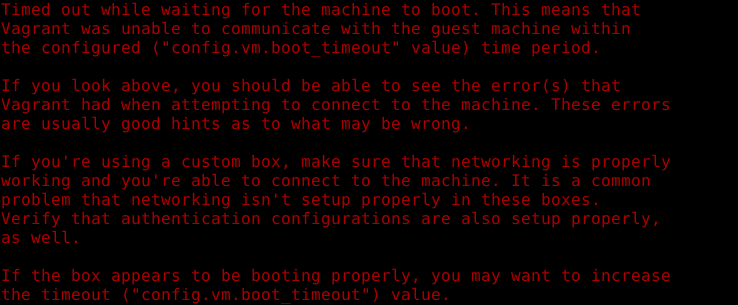 Timed out while waiting for the machine to boot. This means that
Vagrant was unable to communicate with the guest machine within
the configured ("config.vm.boot_timeout" value) time period.
If you look above, you should be able to see the error(s) that
Vagrant had when attempting to connect to the machine. These errors
are usually good hints as to what may be wrong.
If you're using a custom box, make sure that networking is properly
working and you're able to connect to the machine. It is a common
problem that networking isn't setup properly in these boxes.
Verify that authentication configurations are also setup properly,
as well.
If the box appears to be booting properly, you may want to increase
the timeout ("config.vm.boot_timeout") value.